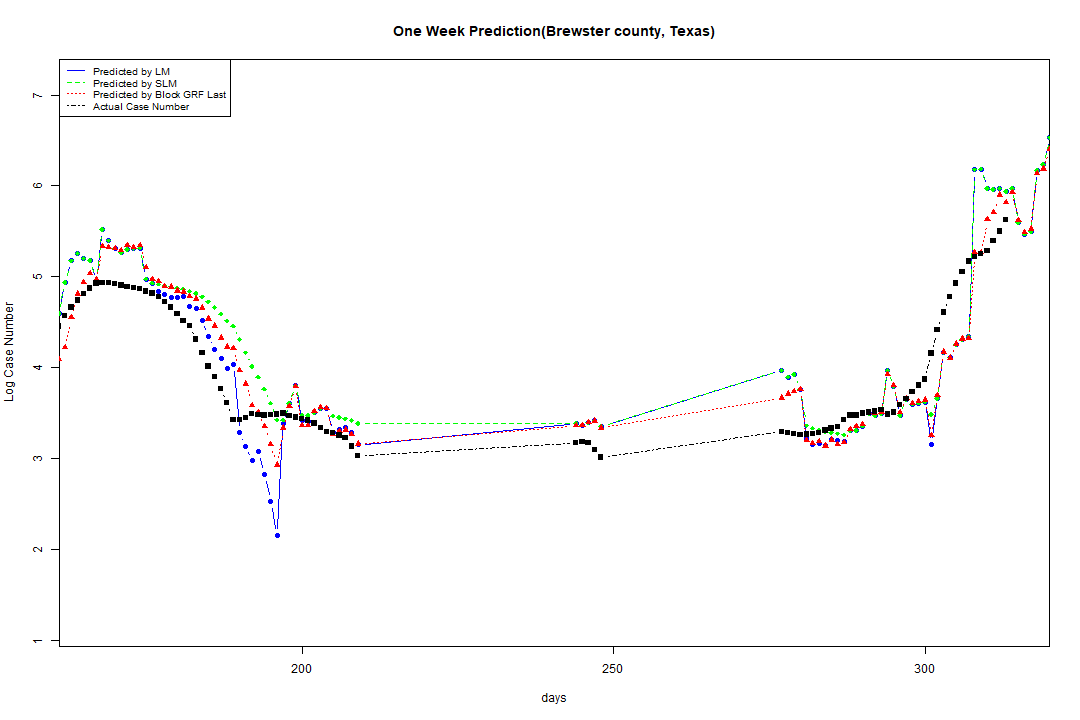 One Week Prediction(Brewster county, Texas)
Predicted by LM
Predicted by SLM
Predicted by Block GRF Last
Actual Case Number
7
6
5
4
3
2
1
Log Case Number
200 250 300
days